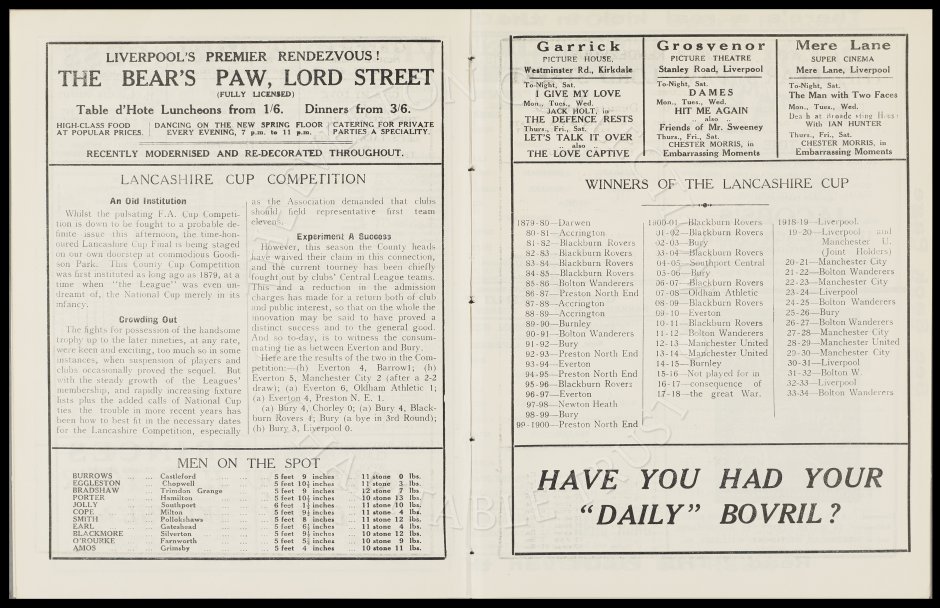 LIVERPOOL'S PREMIER RENDEZVOUS!
THE BEAR'S PAW, LORD STREET
(FULLY LICENSED)
Table d'Hote Luncheons from 1/6. Dinners from 3/6.
HIGH-CLASS FOOD
AT POPULAR PRICES.
DANCING ON THE NEW SPRING FLOOR
EVERY EVENING, 7 p.m. to 11 p.m.
CATERING FOR PRIVATE
PARTIES A SPECIALITY.
RECENTLY MODERNISED AND RE-DECORATED THROUGHOUT.
LANCASHIRE CUP COMPETITION
An Old Institution
Whilst the pulsating F.A. Cup Competi-
tion is down to be fought to a probable de-
finite issue this afternoon, the time-hon-
oured Lancashire Cup Final is being staged
on our own doorstep at commodious Goodi-
son Park. This County Cup Competition
was first instituted as long ago as 1879, at a
time when "the League" was even un-
dreamt of, the National Cup merely in its
infancy.
Crowding Out
The fights for possession of the handsome
trophy up to the later nineties, at any rate,
were keen and exciting, too much so in some
instances, when suspension of players and
clubs occasionally proved the sequel. But
with the steady growth of the Leagues'
membership, and rapidly increasing fixture
lists plus the added calls of National Cup
ties, the trouble in more recent years has
been how to best fit in the necessary dates
for the Lancashire Competition, especially
as the Association demanded that clubs
should field representative first team
elevens.
Experiment A Success
However, this season the County heads
have waived their claim in this connection,
and the current tourney has been chiefly
fought out by clubs' Central League teams.
This and a reduction in the admission
charges has made for a return both of club
and public interest, so that on the whole the
innovation may be said to have proved a
distinct success and to the general good.
And so to-day, is to witness the consum-
mating tie as between Everton and Bury.
Here are the results of the two in the Com-
petition:—(h) Everton 4, Barrow1; (h)
Everton 5, Manchester City 2 (after a 2-2
draw); (a) Everton 6, Oldham Athletic 1;
(a) Everton 4, Preston N. E. 1.
(a) Bury 4, Chorley 0; (a) Bury 4, Black-
burn Rovers 4; Bury (a bye in 3rd Round);
(h) Bury 3, Liverpool 0.
MEN ON THE SPOT
BURROWS ... ... Castleford ... ... 5 feet 9 inches ... 11 stone 0 lbs.
EGGLESTON ... Chopwell ... ... 5 feet 10½ inches ... 11 stone 3 lbs.
BRADSHAW ... Trimdon Grange ... 5 feet 9 inches ... 12 stone 7 lbs.
PORTER ... Hamilton ... ... 5 feet 10½ inches ... 10 stone 13 lbs.
JOLLY ... Southport ... ... 6 feet 1½ inches ... 11 stone 10 lbs.
COPE ... Milton ... ... 5 feet 9½ inches ... 11 stone 4 lbs.
SMITH ... Pollokshaws ... ... 5 feet 8 inches ... 11 stone 12 lbs.
EARL ... Gateshead ... ... 5 feet 6½ inches ... 11 stone 4 lbs.
BLACKMORE ... Silverton ... ... 5 feet 9½ inches ... 10 stone 12 lbs.
O'ROURKE ... Farnworth ... ... 5 feet 5½ inches ... 10 stone 9 lbs.
AMOS ... Grimsby ... ... 5 feet 4 inches ... 10 stone 11 lbs.
Garrick
PICTURE HOUSE,
Westminster Rd., Kirkdale
To-Night, Sat.
I GIVE MY LOVE
Mon., Tues., Wed.
JACK HOLT, in
THE DEFENCE RESTS
Thurs., Fri., Sat.
LET'S TALK IT OVER
.. also ..
THE LOVE CAPTIVE
Grosvenor
PICTURE THEATRE
Stanley Road, Liverpool
To-Night, Sat.
DAMES
Mon., Tues., Wed.
HIT ME AGAIN
.. also ..
Friends of Mr. Sweeney
Thurs., Fri., Sat.
CHESTER MORRIS, in
Embarrassing Moments
Mere Lane
SUPER CINEMA
Mere Lane, Liverpool
To-Night, Sat.
The Man with Two Faces
Mon., Tues., Wed.
With IAN HUNTER
Thurs., Fri., Sat.
CHESTER MORRIS, in
Embarrassing Moments
WINNERS OF THE LANCASHIRE CUP
1879-80—Darwen
80-81—Accrington
81-82—Blackburn Rovers
82-83—Blackburn Rovers
83-84—Blackburn Rovers
84-85—Blackburn Rovers
85-86—Bolton Wanderers
86-87—Preston North End
87-88—Accrington
88-89—Accrington
89-90—Burnley
90-91—Bolton Wanderers
91-92—Bury
92-93—Preston North End
93-94—Everton
94-95—Preston North End
95-96—Blackburn Rovers
96-97—Everton
97-98—Newton Heath
98-99—Bury
99-1900—Preston North End
1900-01—Blackburn Rovers
01-02—Blackburn Rovers
02-03—Bury
03-04—Blackburn Rovers
04-05—Southport Central
05-06—Bury
06-07—Blackburn Rovers
07-08—Oldham Athletic
08-09—Blackburn Rovers
09-10—Everton
10-11—Blackburn Rovers
11-12—Bolton Wanderers
12-13—Manchester United
13-14—Manchester United
14-15—Burnley
15-16—Not played for in
16-17—consequence of
17-18—the great War.
1918-19—Liverpool
19-20—Liverpool and
Manchester U.
(Joint Holders)
20-21—Manchester City
21-22—Bolton Wanderers
22-23—Manchester City
23-24—Liverpool
24-25—Bolton Wanderers
25-26—Bury
26-27—Bolton Wanderers
27-28—Manchester City
28-29—Manchester United
29-30—Manchester City
30-31—Liverpool
31-32—Bolton W.
32-33—Liverpool
33-34—Bolton Wanderers
HAVE YOU HAD YOUR
"DAILY" BOVRIL?